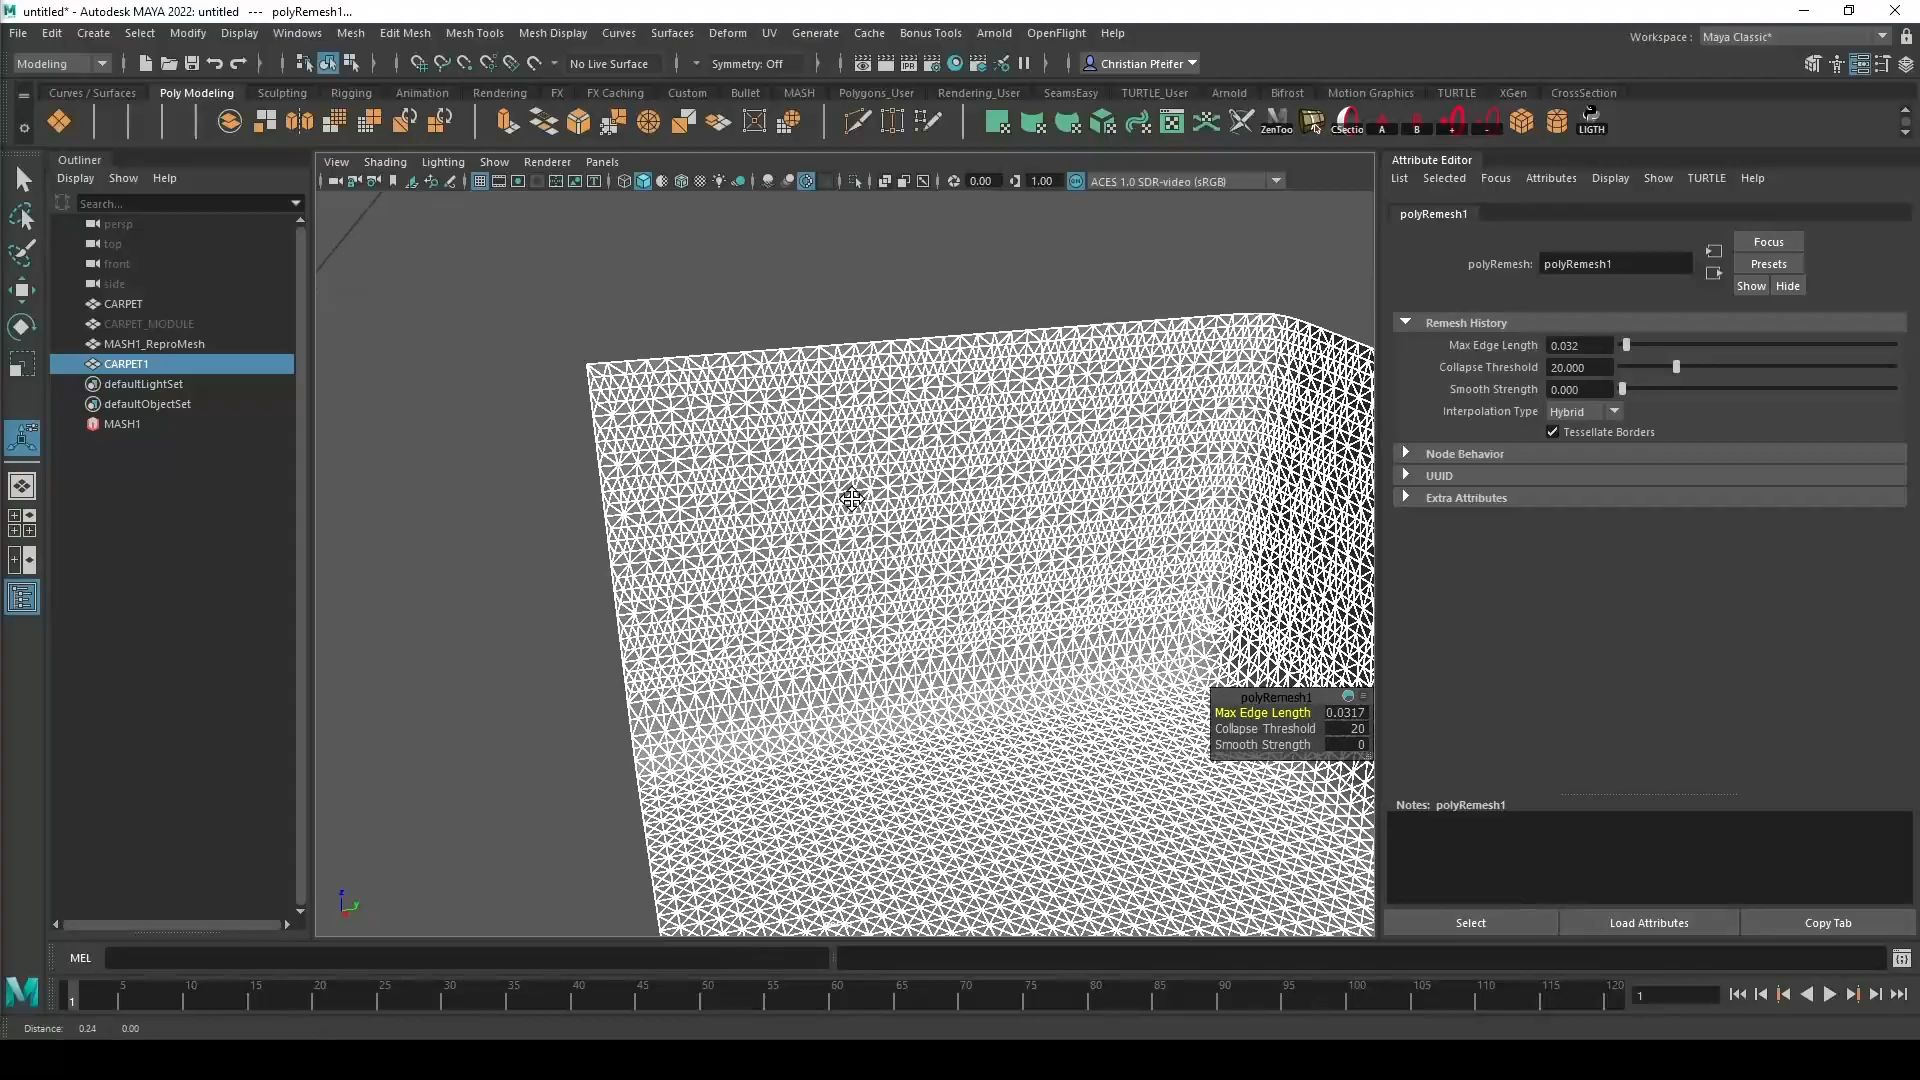 untitled* - Autodesk MAYA 2022: untitled   ---   polyRemesh1...
File Edit Create Select Modify Display Windows Mesh Edit Mesh Mesh Tools Mesh Display Curves Surfaces Deform UV Generate Cache Bonus Tools Arnold OpenFlight Help
Workspace : Maya Classic*
Modeling No Live Surface Symmetry: Off IPR Christian Pfeifer
Curves / Surfaces Poly Modeling Sculpting Rigging Animation Rendering FX FX Caching Custom Bullet MASH Polygons_User Rendering_User SeamsEasy TURTLE_User Arnold Bifrost Motion Graphics TURTLE XGen CrossSection
ZenToo CSectio A B + - LIGTH
Outliner
Display Show Help
Search...
persp
top
front
side
CARPET
CARPET_MODULE
MASH1_ReproMesh
CARPET1
defaultLightSet
defaultObjectSet
MASH1
View Shading Lighting Show Renderer Panels
0.00 1.00 ACES 1.0 SDR-video (sRGB)
polyRemesh1
Max Edge Length 0.0317
Collapse Threshold 20
Smooth Strength 0
z
y
Attribute Editor
List Selected Focus Attributes Display Show TURTLE Help
polyRemesh1
polyRemesh: polyRemesh1
Focus
Presets
Show Hide
Remesh History
Max Edge Length 0.032
Collapse Threshold 20.000
Smooth Strength 0.000
Interpolation Type Hybrid
Tessellate Borders
Node Behavior
UUID
Extra Attributes
Notes: polyRemesh1
Select Load Attributes Copy Tab
MEL
1 5 10 15 20 25 30 35 40 45 50 55 60 65 70 75 80 85 90 95 100 105 110 115 120
1
Distance: 0.24 0.00